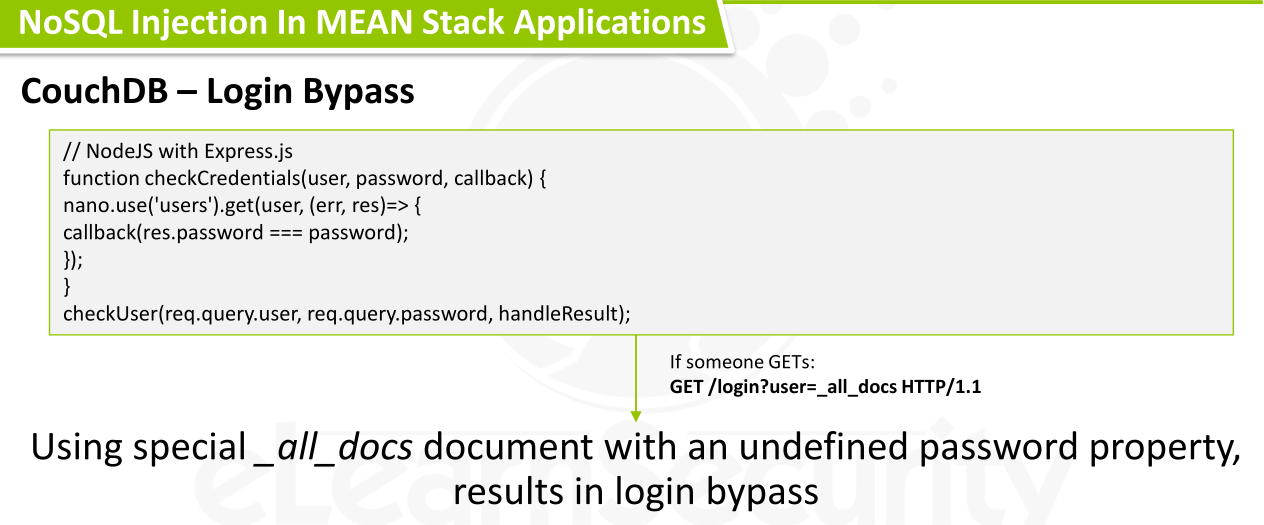 NoSQL Injection In MEAN Stack Applications
CouchDB – Login Bypass
// NodeJS with Express.js
function checkCredentials(user, password, callback) {
nano.use('users').get(user, (err, res)=> {
callback(res.password === password);
});
}
checkUser(req.query.user, req.query.password, handleResult);
If someone GETs:
GET /login?user=_all_docs HTTP/1.1
Using special _all_docs document with an undefined password property,
results in login bypass
eLearnSecurity